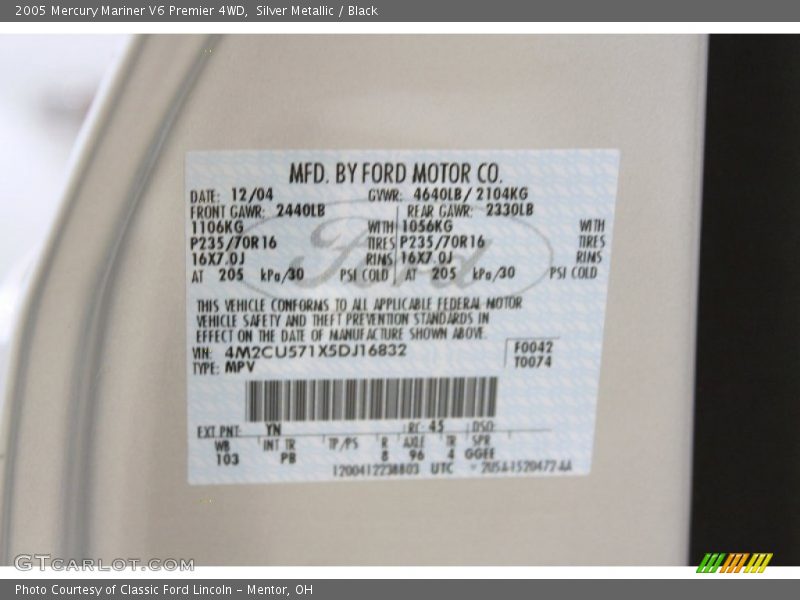 2005 Mercury Mariner V6 Premier 4WD,  Silver Metallic / Black
MFD. BY FORD MOTOR CO.
DATE: 12/04 GVWR: 4640LB/ 2104KG
FRONT GAWR: 2440LB REAR GAWR: 2330LB
1106KG WITH 1056KG WITH
P235/70R16 TIRES P235/70R16 TIRES
16X7.0J RIMS 16X7.0J RIMS
AT 205 kPa/30 PSI COLD AT 205 kPa/30 PSI COLD
Ford
THIS VEHICLE CONFORMS TO ALL APPLICABLE FEDERAL MOTOR
VEHICLE SAFETY AND THEFT PREVENTION STANDARDS IN
EFFECT ON THE DATE OF MANUFACTURE SHOWN ABOVE.
VIN: 4M2CU571X5DJ16832 F0042
TYPE: MPV T0074
EXT PNT: YN RC: 45 DSO:
WB INT TR TP/PS R AXLE TR SPR
103 PB 8 96 4 GGEE
1200412238803 UTC
GTCARLOT.COM
Photo Courtesy of Classic Ford Lincoln - Mentor, OH